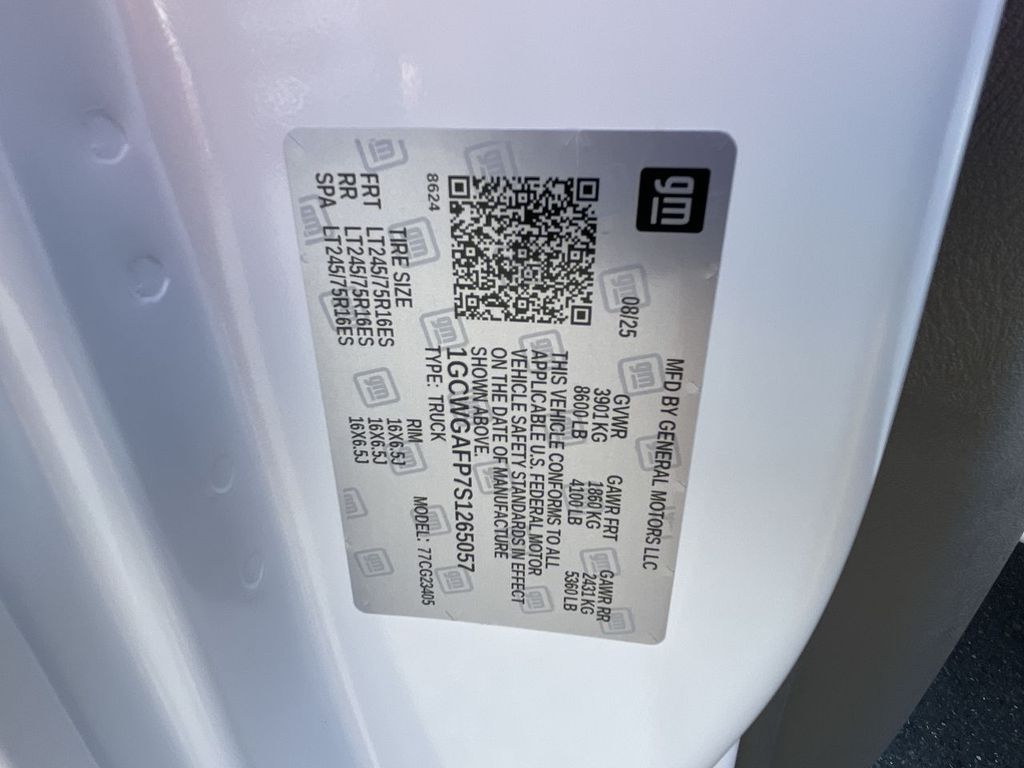 gm
08/25
8624
MFD BY GENERAL MOTORS LLC
GVWR GAWR FRT GAWR RR
3901 KG 1860 KG 2431 KG
8600 LB 4100 LB 5360 LB
THIS VEHICLE CONFORMS TO ALL
APPLICABLE U.S. FEDERAL MOTOR
VEHICLE SAFETY STANDARDS IN EFFECT
ON THE DATE OF MANUFACTURE
SHOWN ABOVE.
1GCWGAFP7S1265057
TYPE: TRUCK MODEL: 77CG23405
TIRE SIZE RIM
FRT LT245/75R16ES 16X6.5J
RR LT245/75R16ES 16X6.5J
SPA LT245/75R16ES 16X6.5J